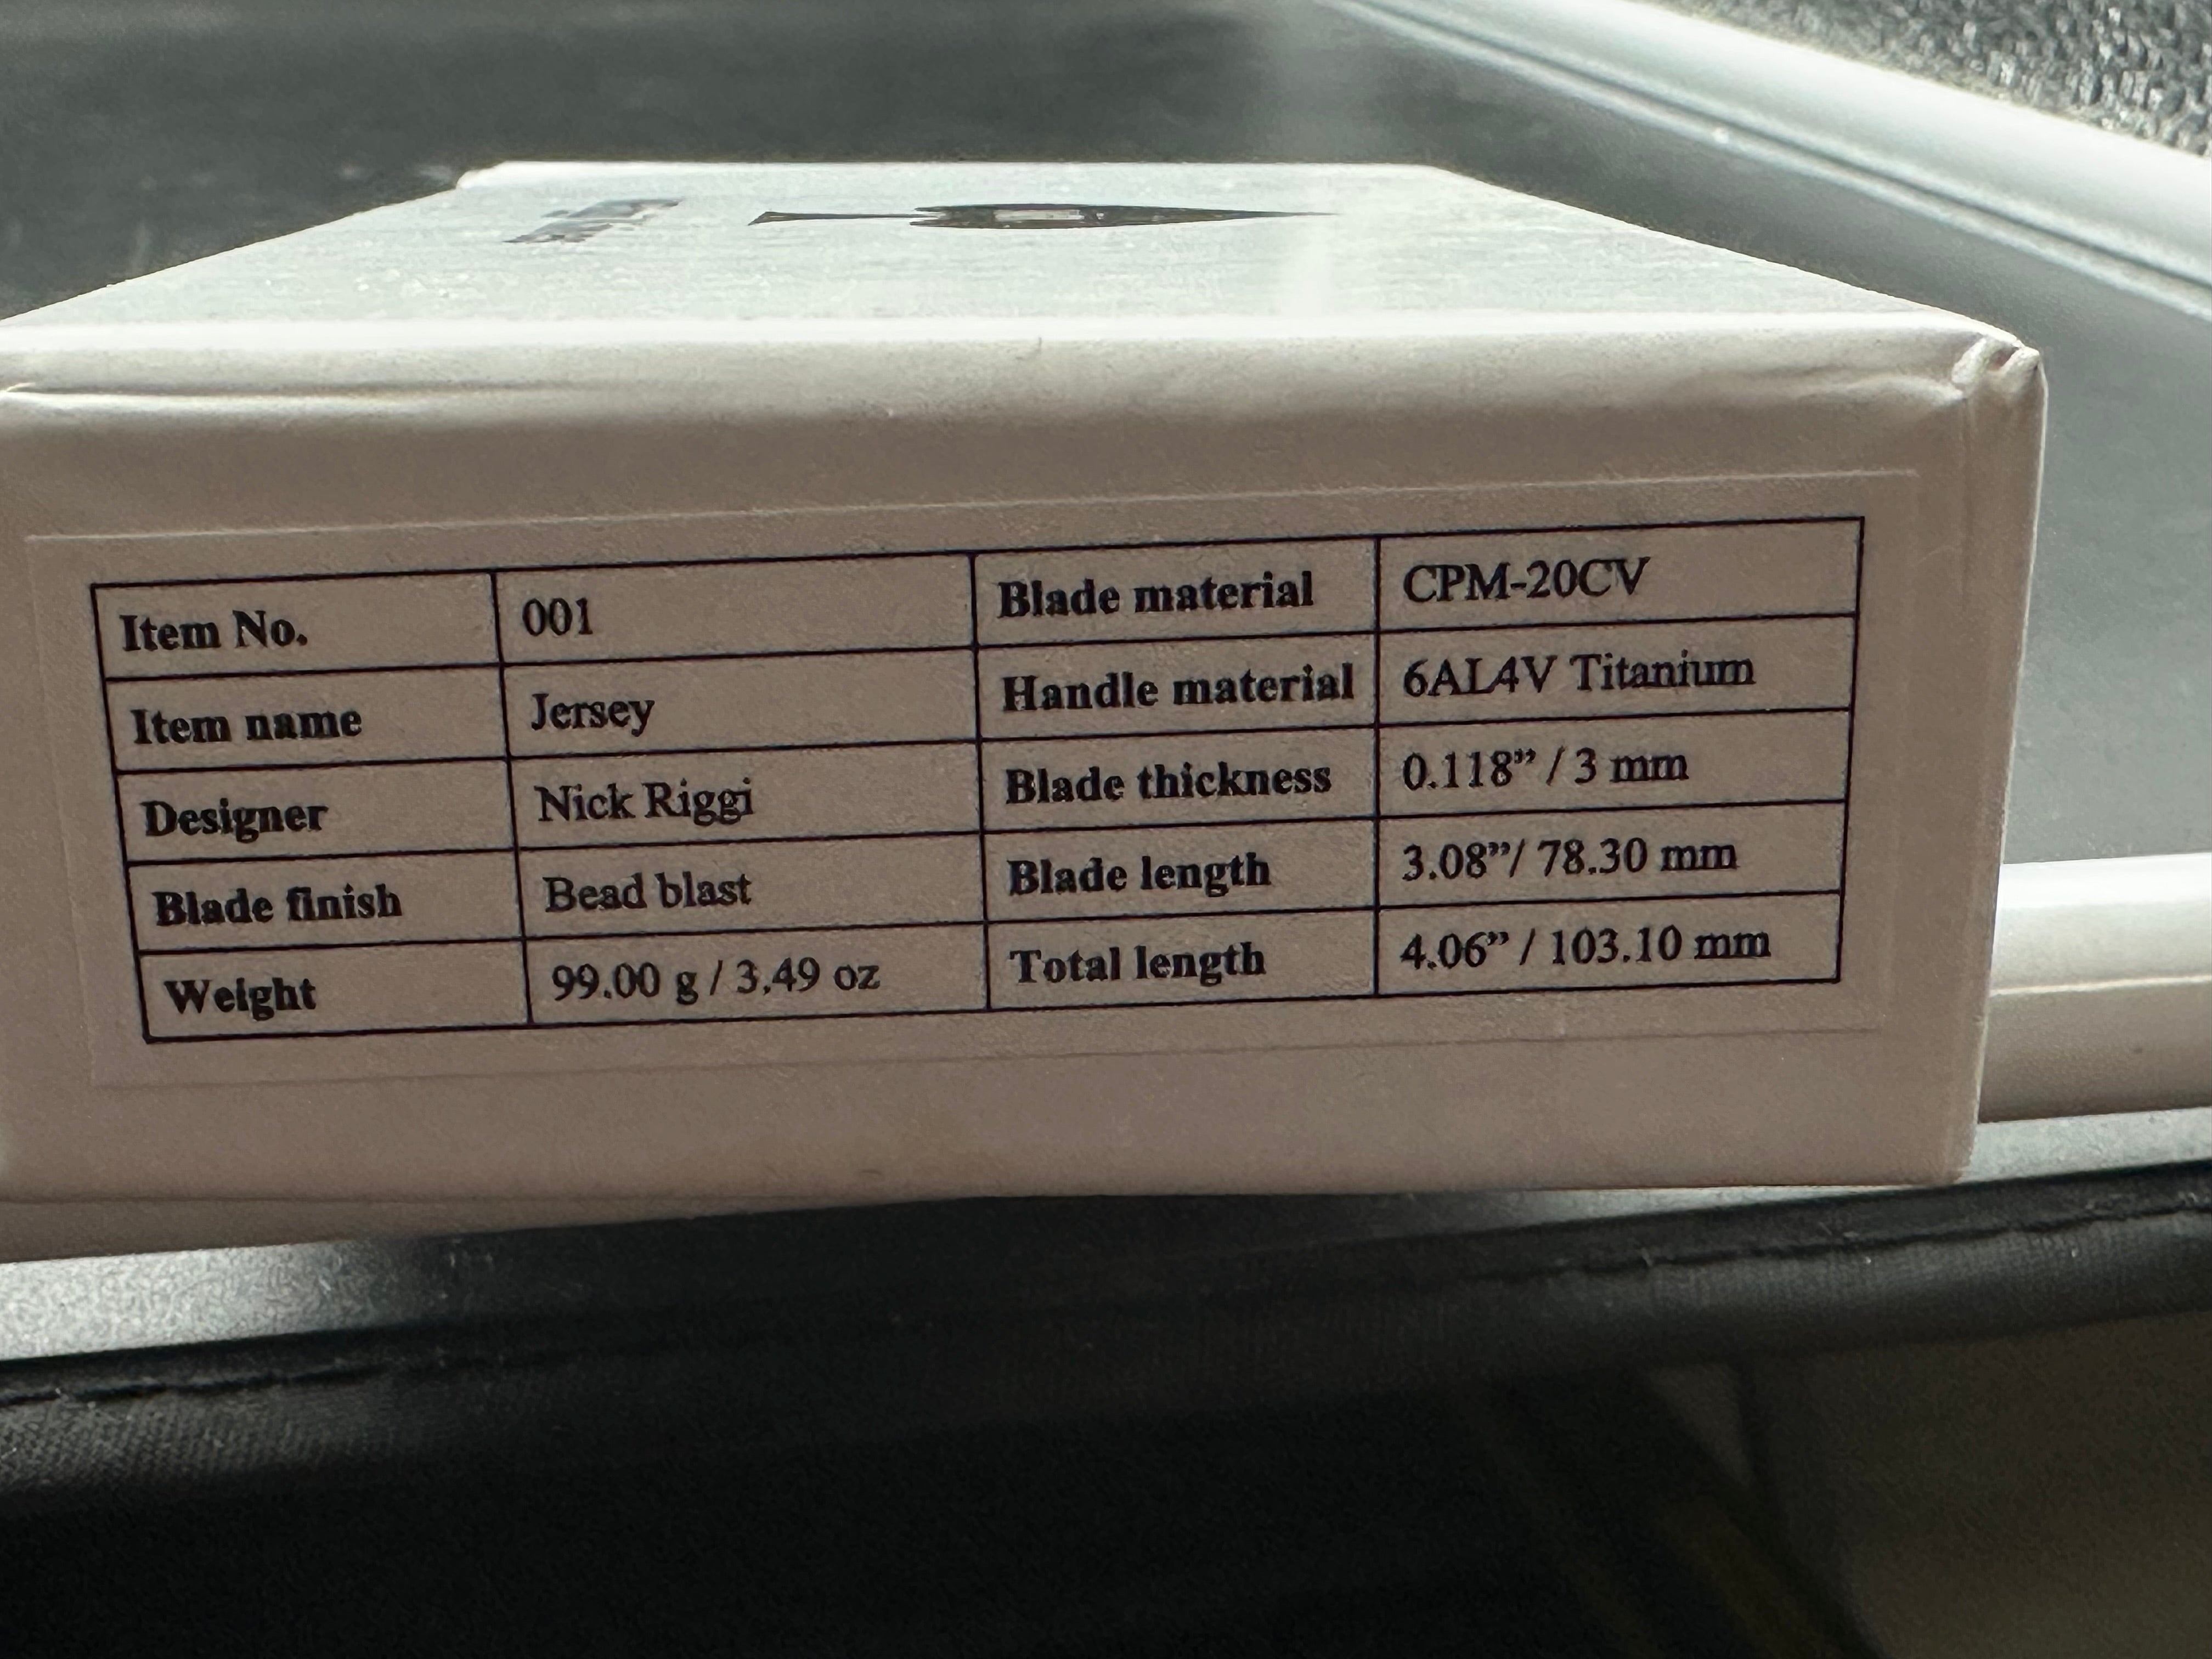 Item No. 001 Blade material CPM-20CV
Item name Jersey Handle material 6AL4V Titanium
Designer Nick Riggi Blade thickness 0.118” / 3 mm
Blade finish Bead blast Blade length 3.08”/ 78.30 mm
Weight 99.00 g / 3.49 oz Total length 4.06” / 103.10 mm